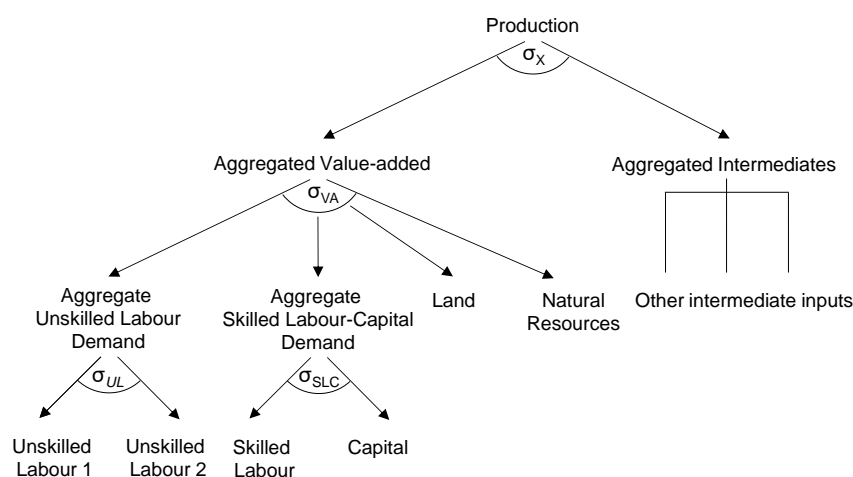 Production
σX
Aggregated Value-added
Aggregated Intermediates
σVA
Aggregate
Unskilled Labour
Demand
Aggregate
Skilled Labour-Capital
Demand
Land
Natural
Resources
Other intermediate inputs
σUL
σSLC
Unskilled
Labour 1
Unskilled
Labour 2
Skilled
Labour
Capital